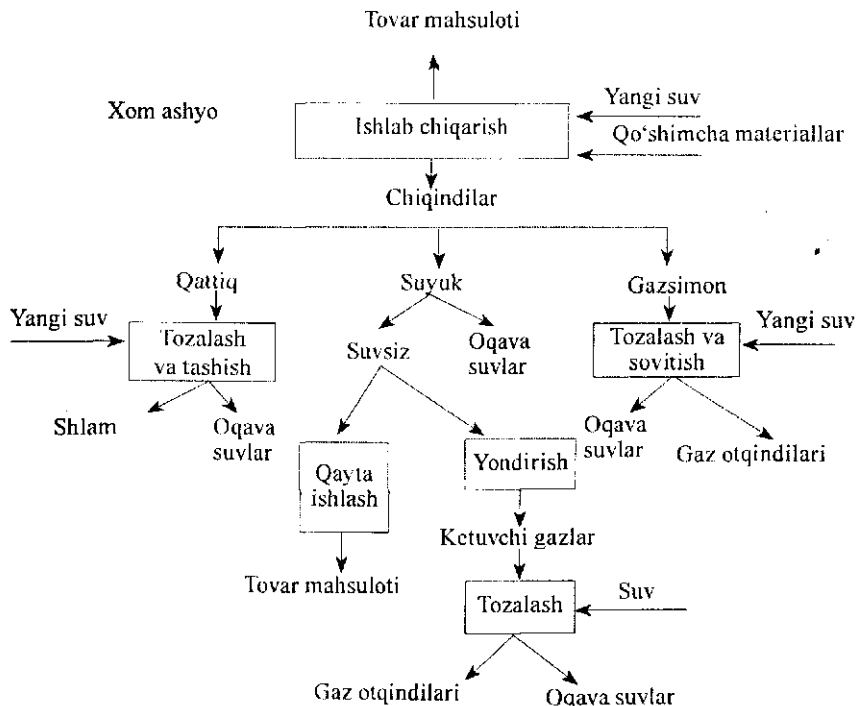 Tovar mahsuloti
Xom ashyo
Ishlab chiqarish
Yangi suv
Qo‘shimcha materiallar
Chiqindilar
Qattiq
Suyuk
Gazsimon
Yangi suv
Tozalash
va tashish
Suvsiz
Oqava
suvlar
Tozalash va
sovitish
Yangi suv
Shlam
Oqava
suvlar
Qayta
ishlash
Yondirish
Oqava
suvlar
Gaz otqindilari
Ketuvchi gazlar
Tovar mahsuloti
Tozalash
Suv
Gaz otqindilari
Oqava suvlar